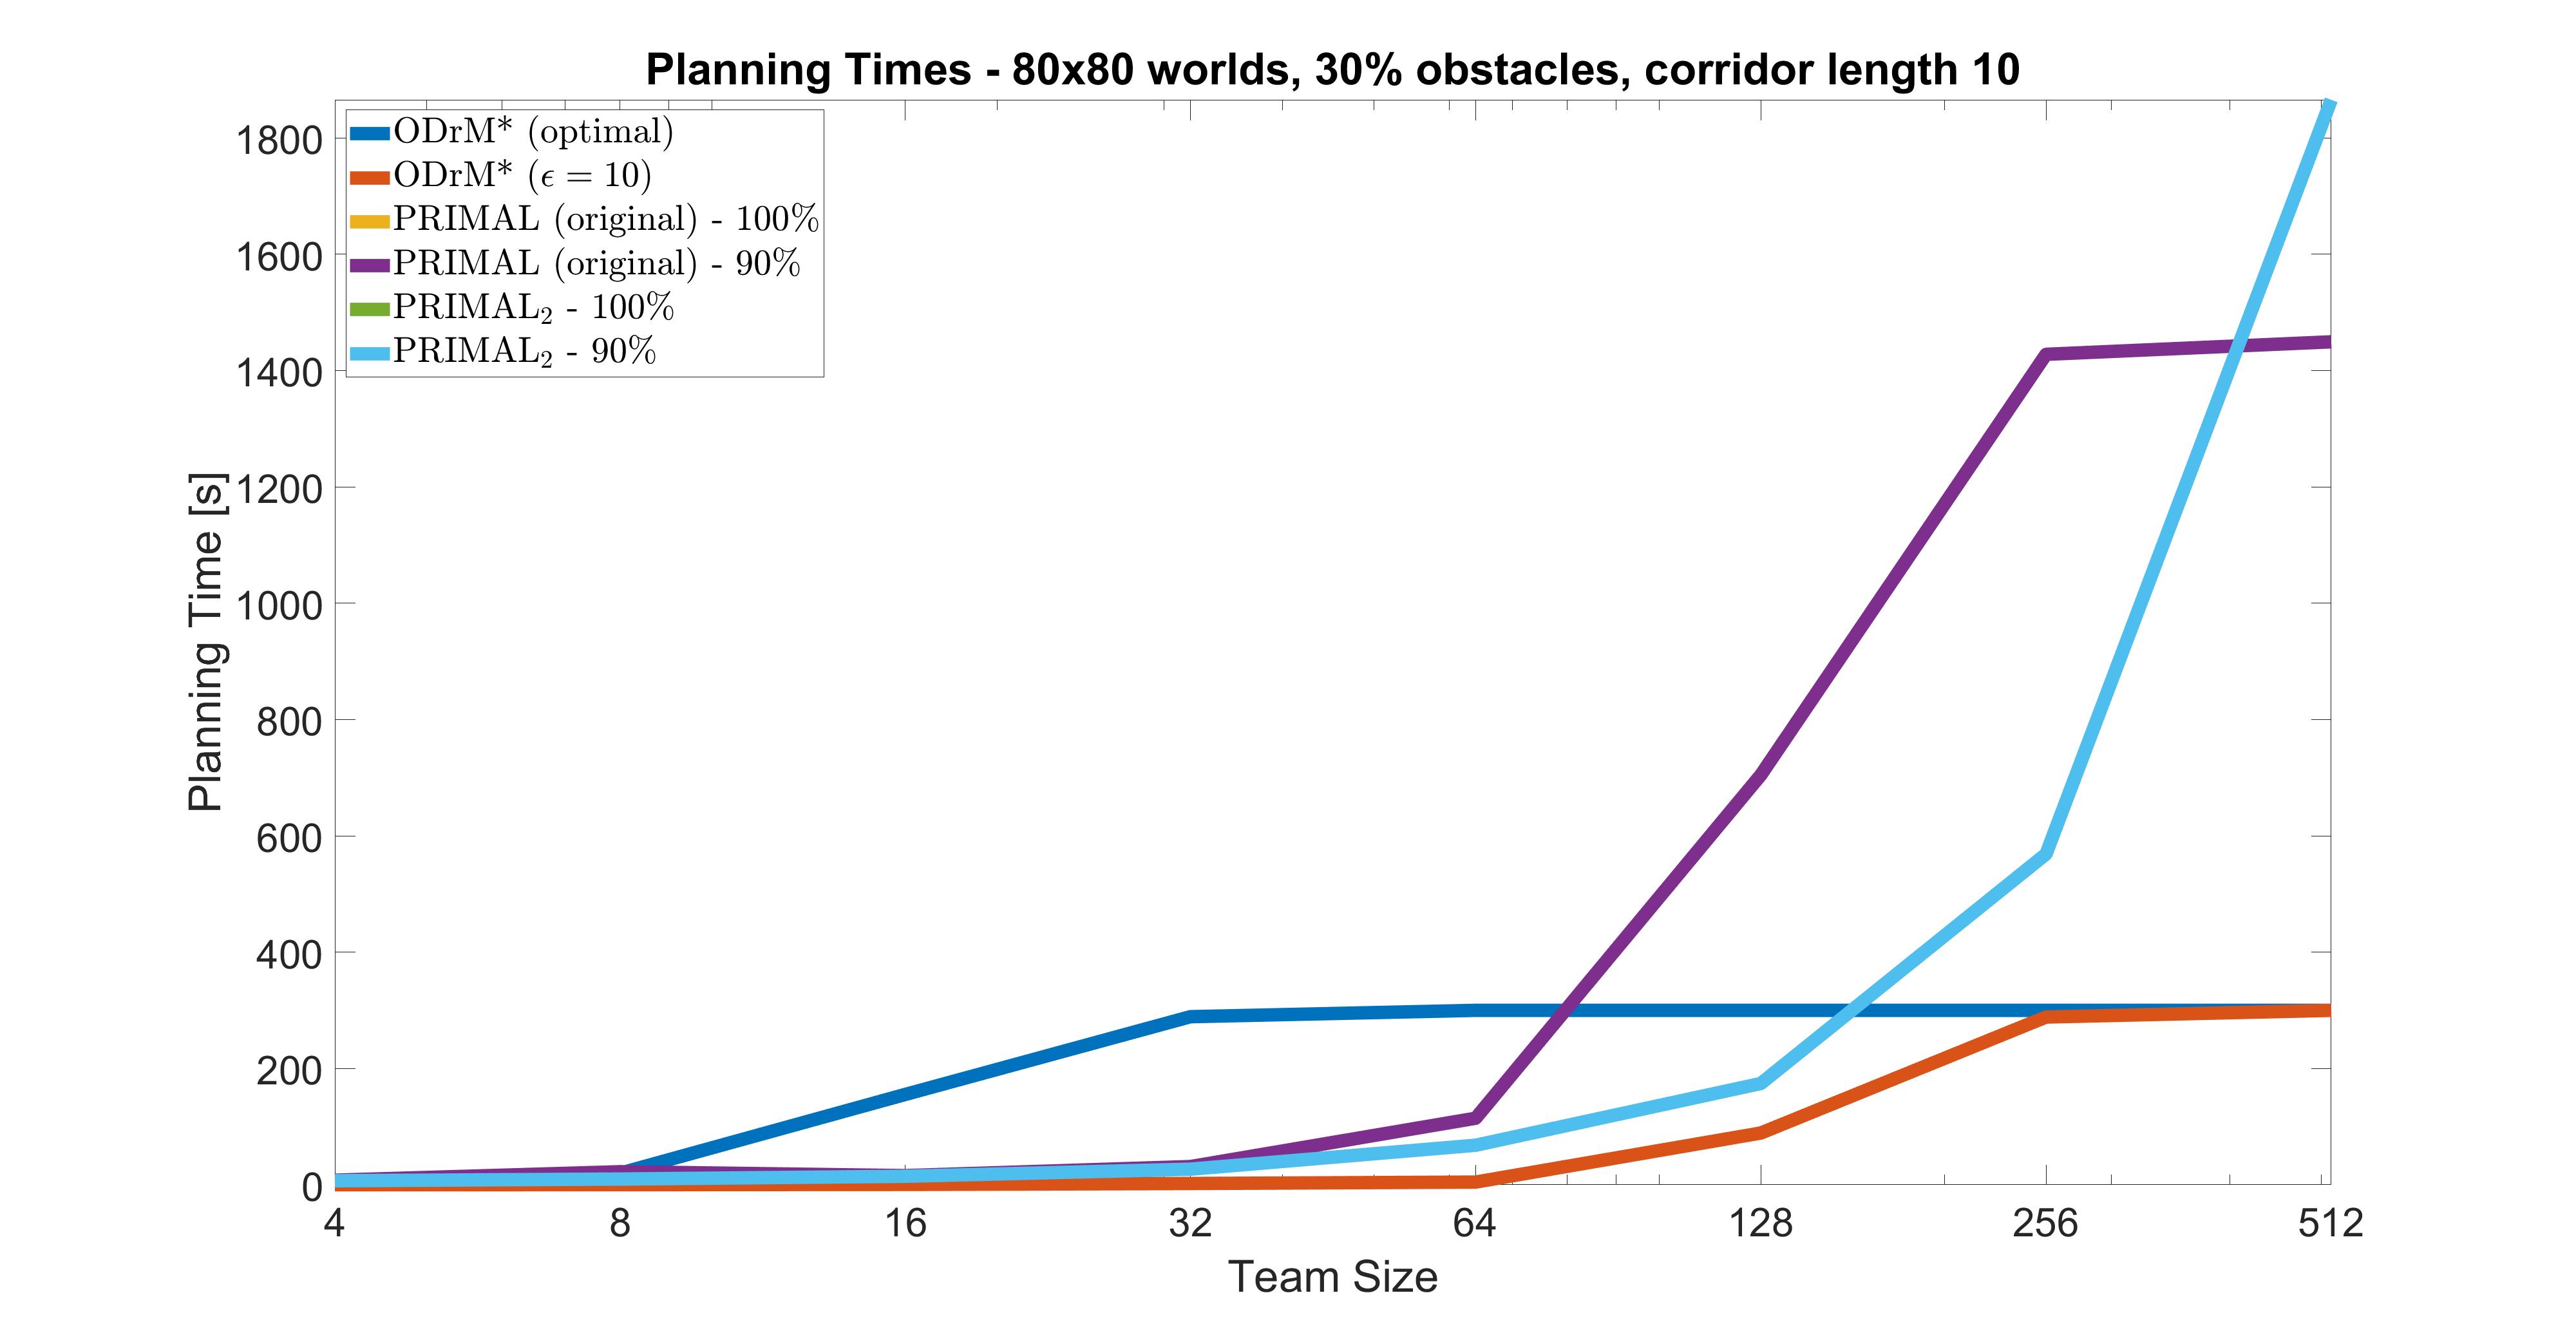 Planning Times - 80x80 worlds, 30% obstacles, corridor length 10
ODrM* (optimal)
ODrM* (ϵ = 10)
PRIMAL (original) - 100%
PRIMAL (original) - 90%
PRIMAL₂ - 100%
PRIMAL₂ - 90%
1800
1600
1400
1200
1000
800
600
400
200
0
Planning Time [s]
4 8 16 32 64 128 256 512
Team Size